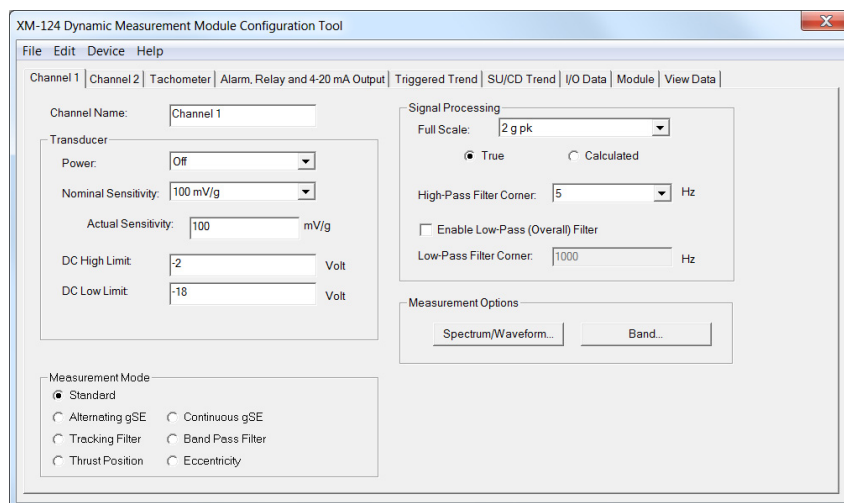 XM-124 Dynamic Measurement Module Configuration Tool
X
File Edit Device Help
Channel 1 Channel 2 Tachometer Alarm, Relay and 4-20 mA Output Triggered Trend SU/CD Trend I/O Data Module View Data
Channel Name: Channel 1
Transducer
Power: Off
Nominal Sensitivity: 100 mV/g
Actual Sensitivity: 100 mV/g
DC High Limit: -2 Volt
DC Low Limit: -18 Volt
Measurement Mode
Standard
Alternating gSE Continuous gSE
Tracking Filter Band Pass Filter
Thrust Position Eccentricity
Signal Processing
Full Scale: 2 g pk
True Calculated
High-Pass Filter Corner: 5 Hz
Enable Low-Pass (Overall) Filter
Low-Pass Filter Corner: 1000 Hz
Measurement Options
Spectrum/Waveform... Band...